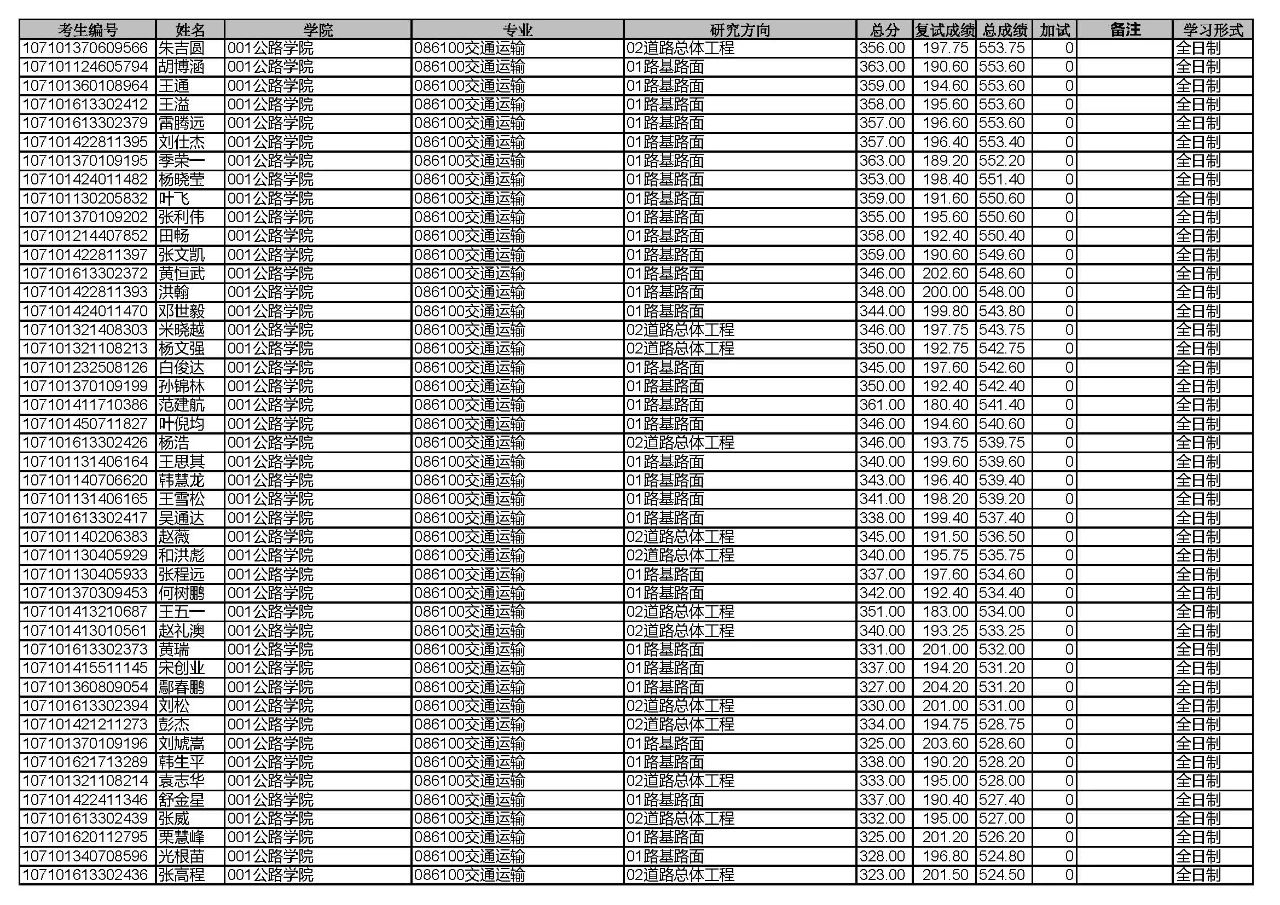 考生编号 姓名 学院 专业 研究方向 总分 复试成绩 总成绩 加试 备注 学习形式
107101370609566 朱吉圆 001公路学院 086100交通运输 02道路总体工程 356.00 197.75 553.75 0 全日制
107101124605794 胡博涵 001公路学院 086100交通运输 01路基路面 363.00 190.60 553.60 0 全日制
107101360108964 王通 001公路学院 086100交通运输 01路基路面 359.00 194.60 553.60 0 全日制
107101613302412 王溢 001公路学院 086100交通运输 01路基路面 358.00 195.60 553.60 0 全日制
107101613302379 雷腾远 001公路学院 086100交通运输 01路基路面 357.00 196.60 553.60 0 全日制
107101422811395 刘仕杰 001公路学院 086100交通运输 01路基路面 357.00 196.40 553.40 0 全日制
107101370109195 季荣一 001公路学院 086100交通运输 01路基路面 363.00 189.20 552.20 0 全日制
107101424011482 杨晓莹 001公路学院 086100交通运输 01路基路面 353.00 198.40 551.40 0 全日制
107101130205832 叶飞 001公路学院 086100交通运输 01路基路面 359.00 191.60 550.60 0 全日制
107101370109202 张利伟 001公路学院 086100交通运输 01路基路面 355.00 195.60 550.60 0 全日制
107101214407852 田畅 001公路学院 086100交通运输 01路基路面 358.00 192.40 550.40 0 全日制
107101422811397 张文凯 001公路学院 086100交通运输 01路基路面 359.00 190.60 549.60 0 全日制
107101613302372 黄恒武 001公路学院 086100交通运输 01路基路面 346.00 202.60 548.60 0 全日制
107101422811393 洪翰 001公路学院 086100交通运输 01路基路面 348.00 200.00 548.00 0 全日制
107101424011470 邓世毅 001公路学院 086100交通运输 01路基路面 344.00 199.80 543.80 0 全日制
107101321408303 米晓越 001公路学院 086100交通运输 02道路总体工程 346.00 197.75 543.75 0 全日制
107101321108213 杨文强 001公路学院 086100交通运输 02道路总体工程 350.00 192.75 542.75 0 全日制
107101232508126 白俊达 001公路学院 086100交通运输 01路基路面 345.00 197.60 542.60 0 全日制
107101370109199 孙锦林 001公路学院 086100交通运输 01路基路面 350.00 192.40 542.40 0 全日制
107101411710386 范建航 001公路学院 086100交通运输 01路基路面 361.00 180.40 541.40 0 全日制
107101450711827 叶倪均 001公路学院 086100交通运输 01路基路面 346.00 194.60 540.60 0 全日制
107101613302426 杨浩 001公路学院 086100交通运输 02道路总体工程 346.00 193.75 539.75 0 全日制
107101131406164 王思其 001公路学院 086100交通运输 01路基路面 340.00 199.60 539.60 0 全日制
107101140706620 韩慧龙 001公路学院 086100交通运输 01路基路面 343.00 196.40 539.40 0 全日制
107101131406165 王雪松 001公路学院 086100交通运输 01路基路面 341.00 198.20 539.20 0 全日制
107101613302417 吴通达 001公路学院 086100交通运输 01路基路面 338.00 199.40 537.40 0 全日制
107101140206383 赵薇 001公路学院 086100交通运输 02道路总体工程 345.00 191.50 536.50 0 全日制
107101130405929 和洪彪 001公路学院 086100交通运输 02道路总体工程 340.00 195.75 535.75 0 全日制
107101130405933 张程远 001公路学院 086100交通运输 01路基路面 337.00 197.60 534.60 0 全日制
107101370309453 何树鹏 001公路学院 086100交通运输 01路基路面 342.00 192.40 534.40 0 全日制
107101413210687 王五一 001公路学院 086100交通运输 02道路总体工程 351.00 183.00 534.00 0 全日制
107101413010561 赵礼澳 001公路学院 086100交通运输 02道路总体工程 340.00 193.25 533.25 0 全日制
107101613302373 黄瑞 001公路学院 086100交通运输 01路基路面 331.00 201.00 532.00 0 全日制
107101415511145 宋创业 001公路学院 086100交通运输 01路基路面 337.00 194.20 531.20 0 全日制
107101360809054 鄢春鹏 001公路学院 086100交通运输 01路基路面 327.00 204.20 531.20 0 全日制
107101613302394 刘松 001公路学院 086100交通运输 02道路总体工程 330.00 201.00 531.00 0 全日制
107101421211273 彭杰 001公路学院 086100交通运输 02道路总体工程 334.00 194.75 528.75 0 全日制
107101370109196 刘虓嵩 001公路学院 086100交通运输 01路基路面 325.00 203.60 528.60 0 全日制
107101621713289 韩生平 001公路学院 086100交通运输 01路基路面 338.00 190.20 528.20 0 全日制
107101321108214 袁志华 001公路学院 086100交通运输 02道路总体工程 333.00 195.00 528.00 0 全日制
107101422411346 舒金星 001公路学院 086100交通运输 01路基路面 337.00 190.40 527.40 0 全日制
107101613302439 张威 001公路学院 086100交通运输 02道路总体工程 332.00 195.00 527.00 0 全日制
107101620112795 栗慧峰 001公路学院 086100交通运输 01路基路面 325.00 201.20 526.20 0 全日制
107101340708596 光根苗 001公路学院 086100交通运输 01路基路面 328.00 196.80 524.80 0 全日制
107101613302436 张高程 001公路学院 086100交通运输 02道路总体工程 323.00 201.50 524.50 0 全日制